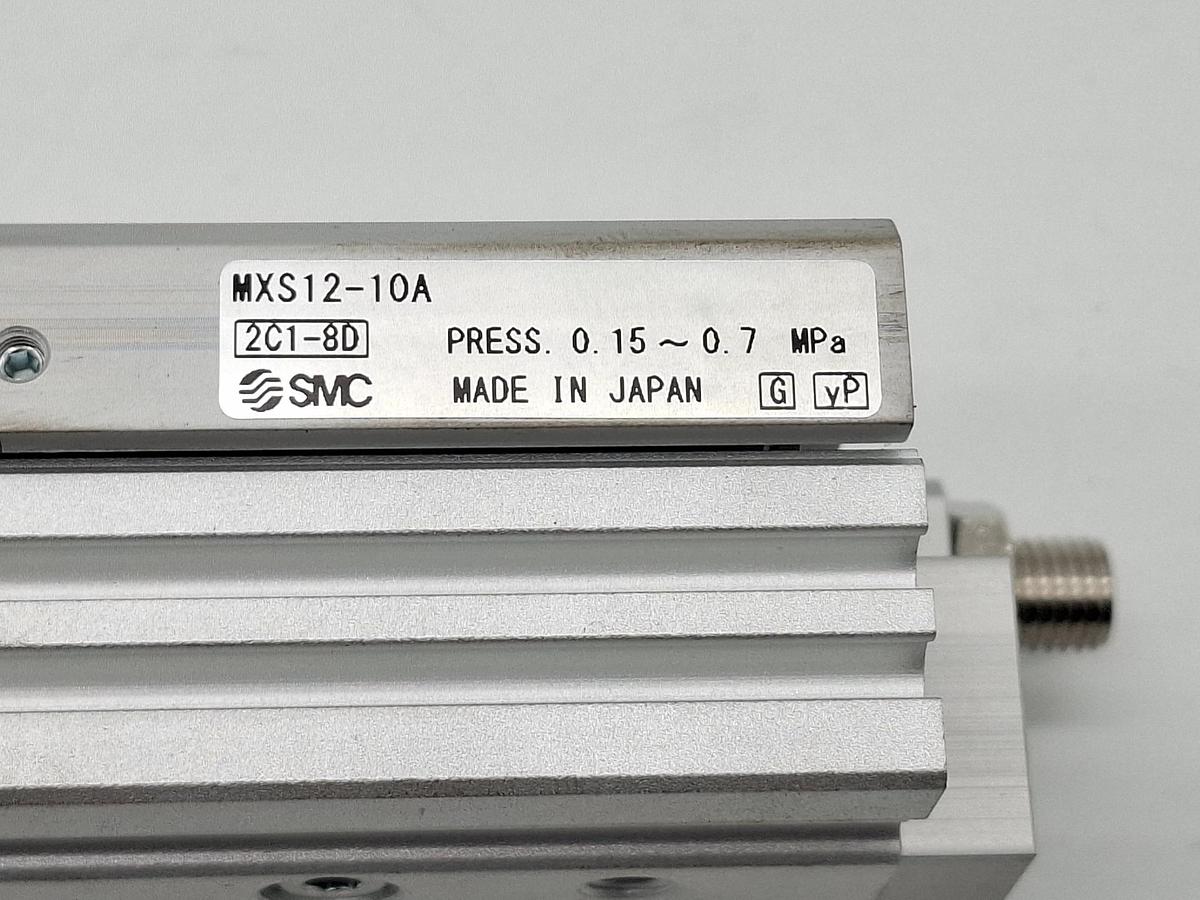 MXS12-10A
2C1-8D PRESS. 0.15～0.7 MPa
SMC MADE IN JAPAN G yP